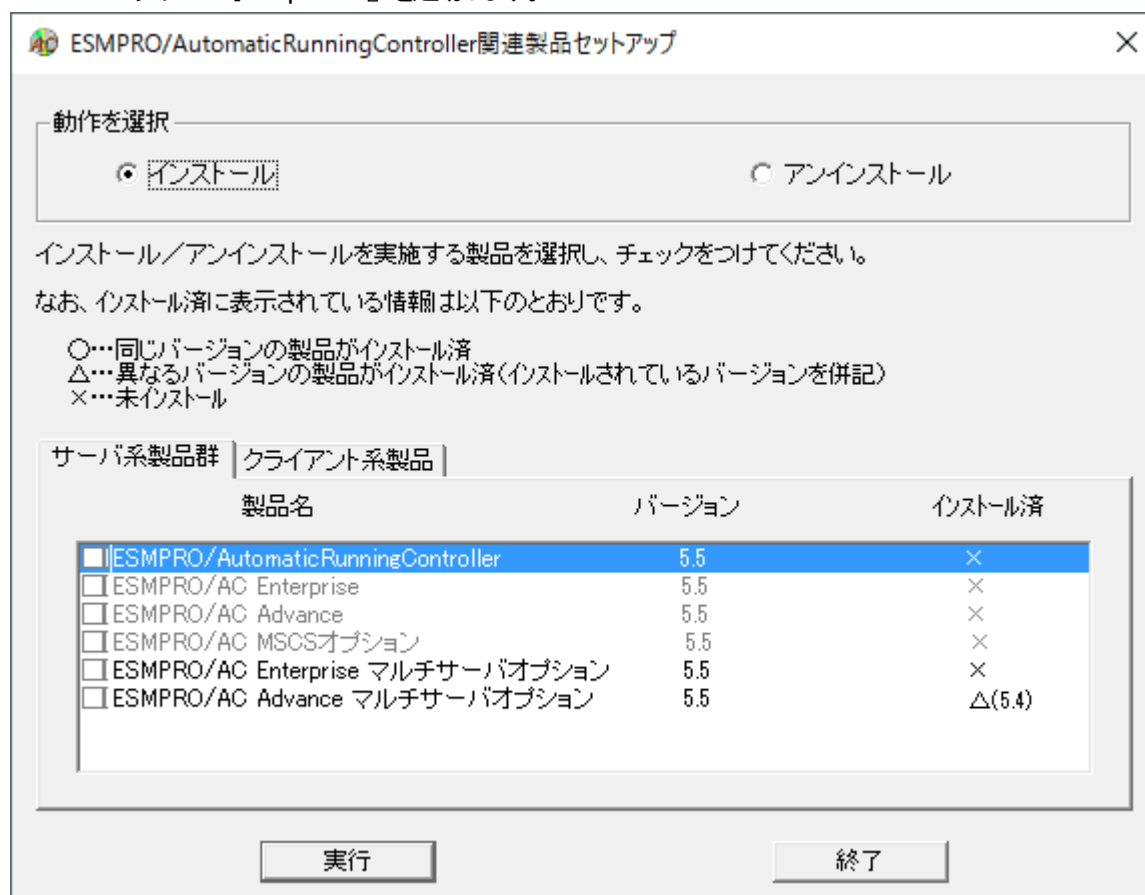 ESMPRO/AutomaticRunningController関連製品セットアップ
動作を選択
インストール
アンインストール
インストール／アンインストールを実施する製品を選択し、チェックをつけてください。
なお、インストール済に表示されている情報は以下のとおりです。
○…同じバージョンの製品がインストール済
△…異なるバージョンの製品がインストール済(インストールされているバージョンを併記)
×…未インストール
サーバ系製品群 クライアント系製品
製品名 バージョン インストール済
ESMPRO/AutomaticRunningController 5.5 ×
ESMPRO/AC Enterprise 5.5 ×
ESMPRO/AC Advance 5.5 ×
ESMPRO/AC MSCSオプション 5.5 ×
ESMPRO/AC Enterprise マルチサーバオプション 5.5 ×
ESMPRO/AC Advance マルチサーバオプション 5.5 △(5.4)
実行 終了